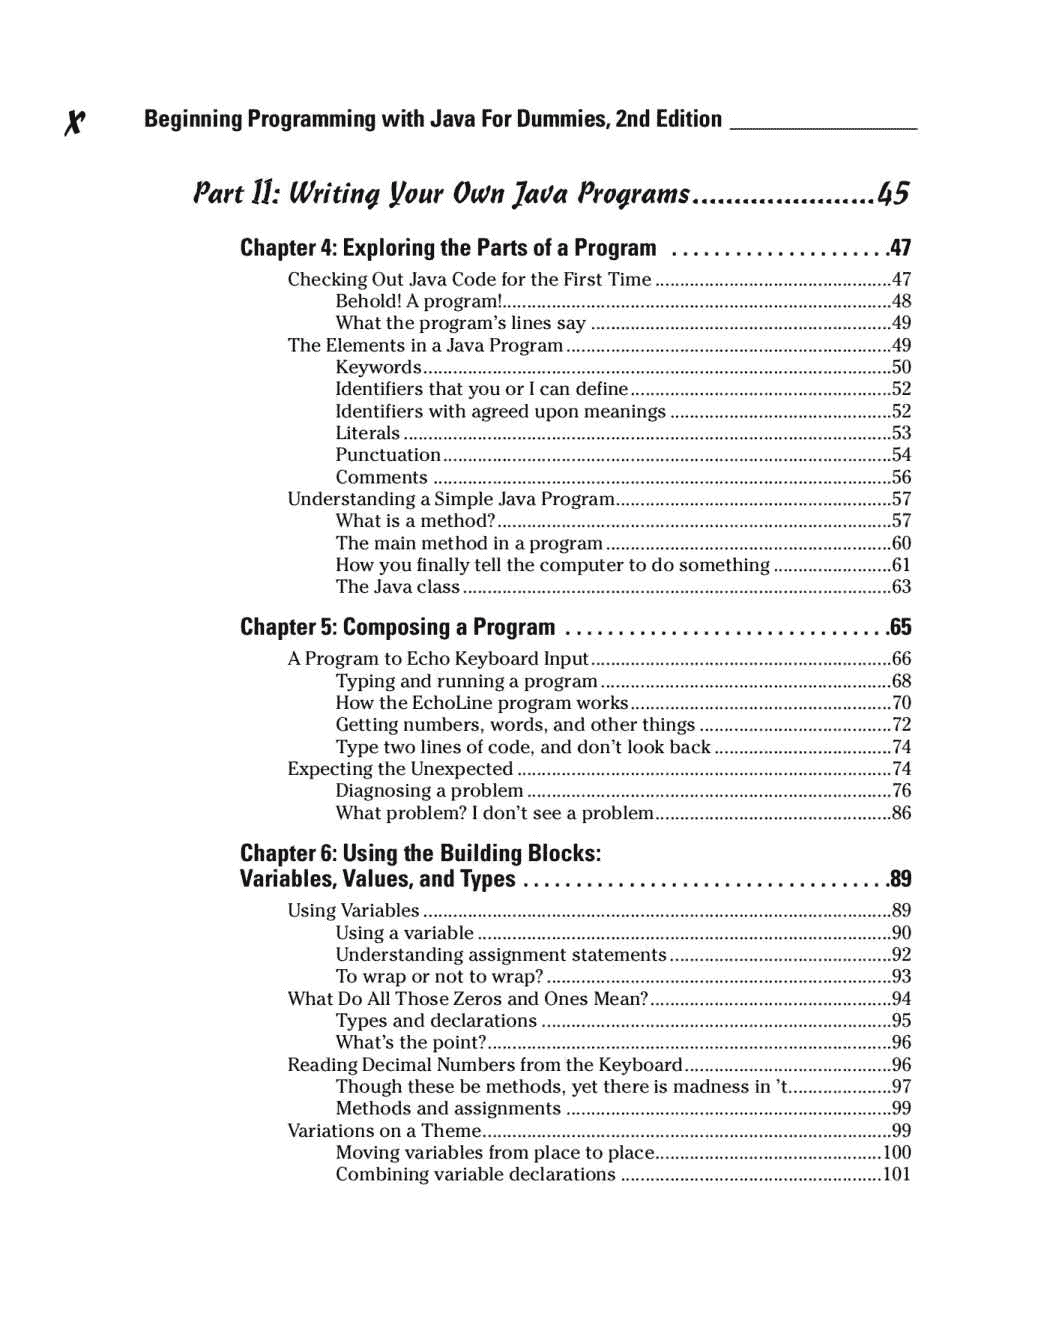 x Beginning Programming with Java For Dummies, 2nd Edition
Part II: Writing Your Own Java Programs......................45
Chapter 4: Exploring the Parts of a Program . . . . . . . . . . . . . . . . . . . . .47
Checking Out Java Code for the First Time ................................................47
Behold! A program!...............................................................................48
What the program's lines say .............................................................49
The Elements in a Java Program..................................................................49
Keywords...............................................................................................50
Identifiers that you or I can define.....................................................52
Identifiers with agreed upon meanings .............................................52
Literals ...................................................................................................53
Punctuation...........................................................................................54
Comments .............................................................................................56
Understanding a Simple Java Program........................................................57
What is a method?................................................................................57
The main method in a program ..........................................................60
How you finally tell the computer to do something ........................61
The Java class .......................................................................................63
Chapter 5: Composing a Program . . . . . . . . . . . . . . . . . . . . . . . . . . . . . . .65
A Program to Echo Keyboard Input.............................................................66
Typing and running a program ...........................................................68
How the EchoLine program works.....................................................70
Getting numbers, words, and other things .......................................72
Type two lines of code, and don't look back ....................................74
Expecting the Unexpected ............................................................................74
Diagnosing a problem ..........................................................................76
What problem? I don't see a problem................................................86
Chapter 6: Using the Building Blocks:
Variables, Values, and Types . . . . . . . . . . . . . . . . . . . . . . . . . . . . . . . . . . .89
Using Variables ...............................................................................................89
Using a variable ....................................................................................90
Understanding assignment statements .............................................92
To wrap or not to wrap? ......................................................................93
What Do All Those Zeros and Ones Mean?.................................................94
Types and declarations .......................................................................95
What's the point?..................................................................................96
Reading Decimal Numbers from the Keyboard..........................................96
Though these be methods, yet there is madness in 't.....................97
Methods and assignments ..................................................................99
Variations on a Theme...................................................................................99
Moving variables from place to place..............................................100
Combining variable declarations .....................................................101